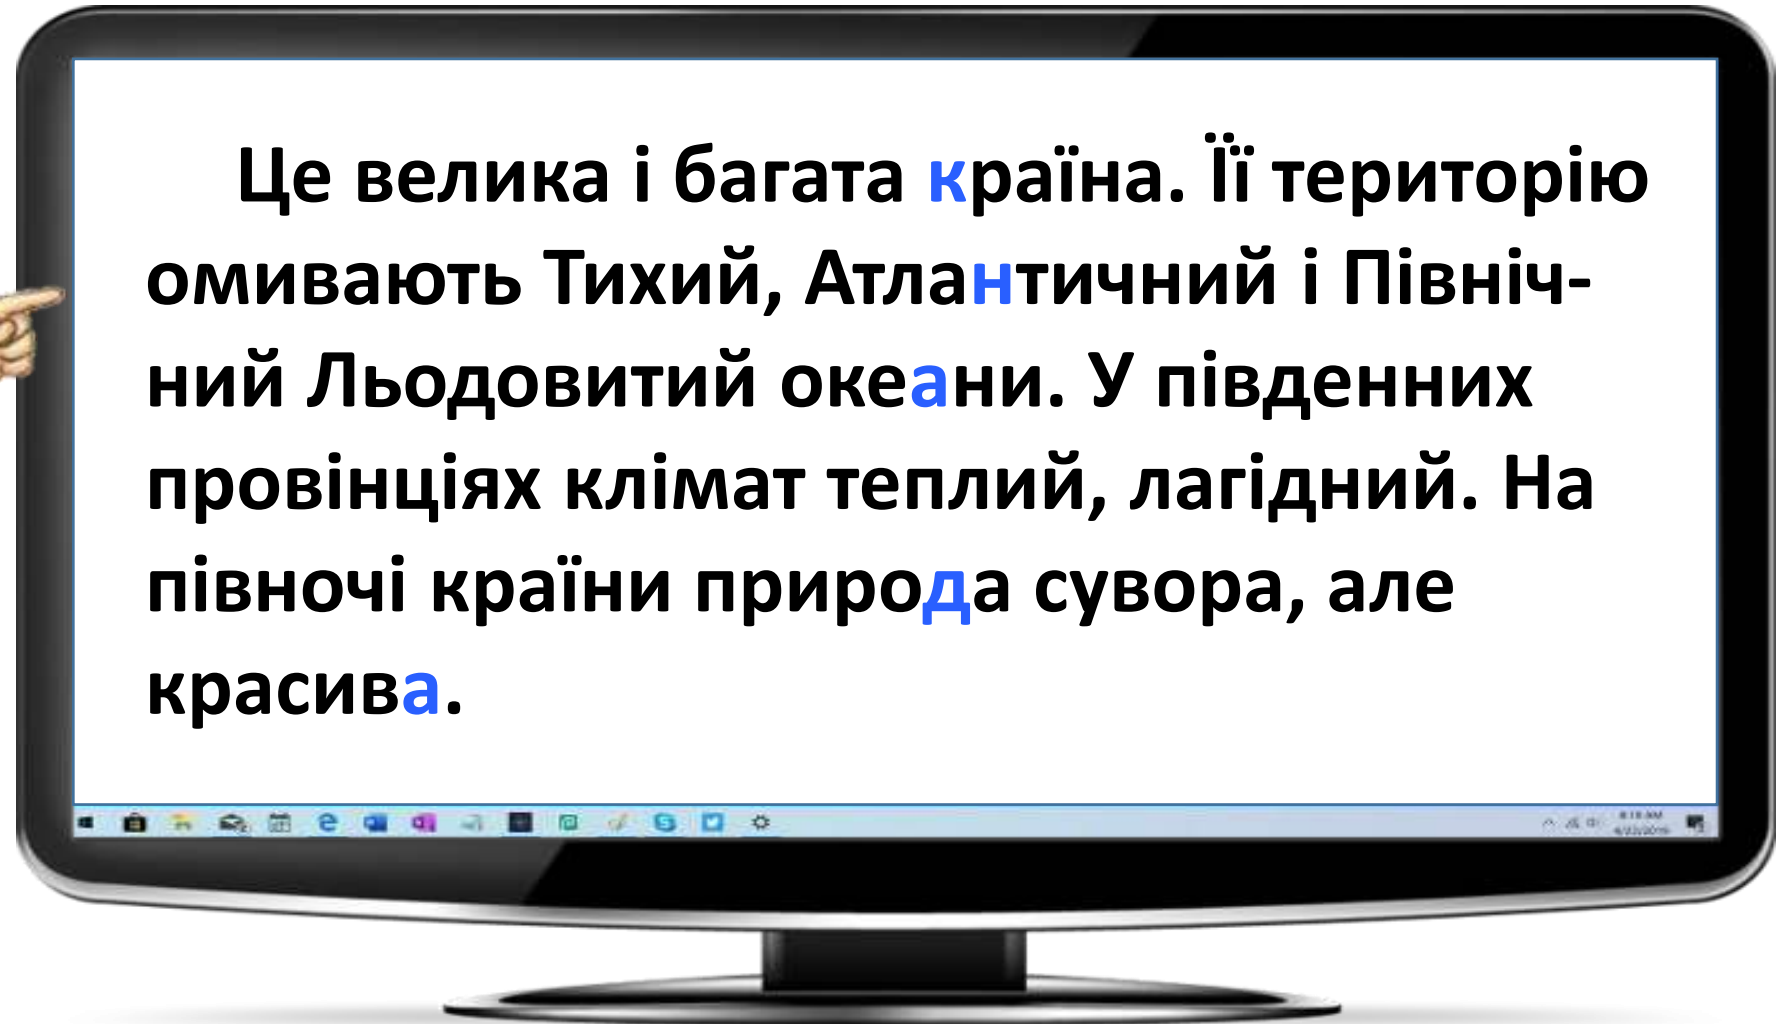 Це велика і багата країна. Її територію
омивають Тихий, Атлантичний і Північ-
ний Льодовитий океани. У південних
провінціях клімат теплий, лагідний. На
півночі країни природа сувора, але
красива.